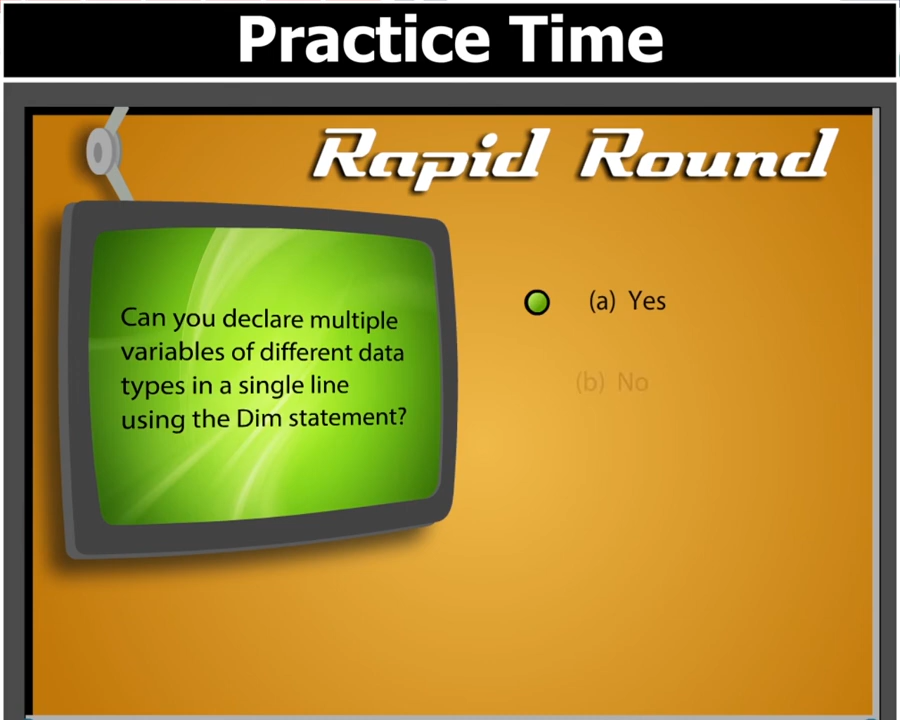 Practice Time
Rapid Round
Can you declare multiple
variables of different data
types in a single line
using the Dim statement?
(a) Yes
(b) No